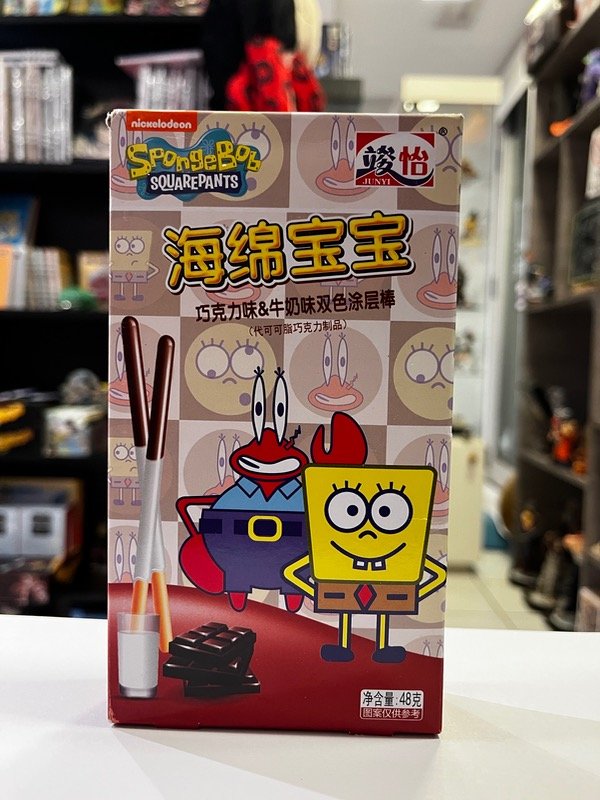 nickelodeon
SpongeBob
SQUAREPANTS
竣怡
®
JUNYI
海绵宝宝
巧克力味&牛奶味双色涂层棒
(代可可脂巧克力制品)
净含量:48克
图案仅供参考